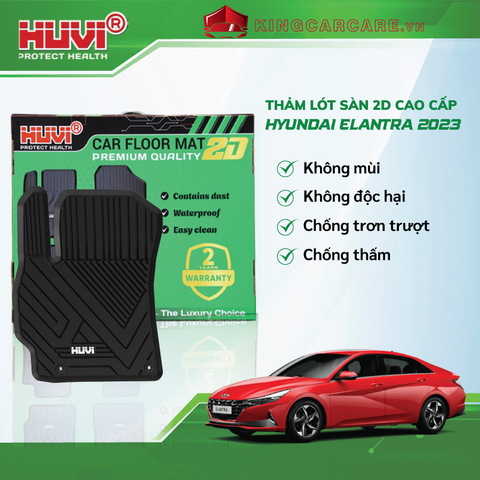 HUVI®
PROTECT HEALTH
KINGCARCARE.VN
THẢM LÓT SÀN 2D CAO CẤP
HYUNDAI ELANTRA 2023
Không mùi
Không độc hại
Chống trơn trượt
Chống thấm
HUVI®
PROTECT HEALTH
CAR FLOOR MAT
PREMIUM QUALITY 2D
Contains dust
Waterproof
Easy clean
2
YEARS
WARRANTY
The Luxury Choice
HUVI
ELANTRA